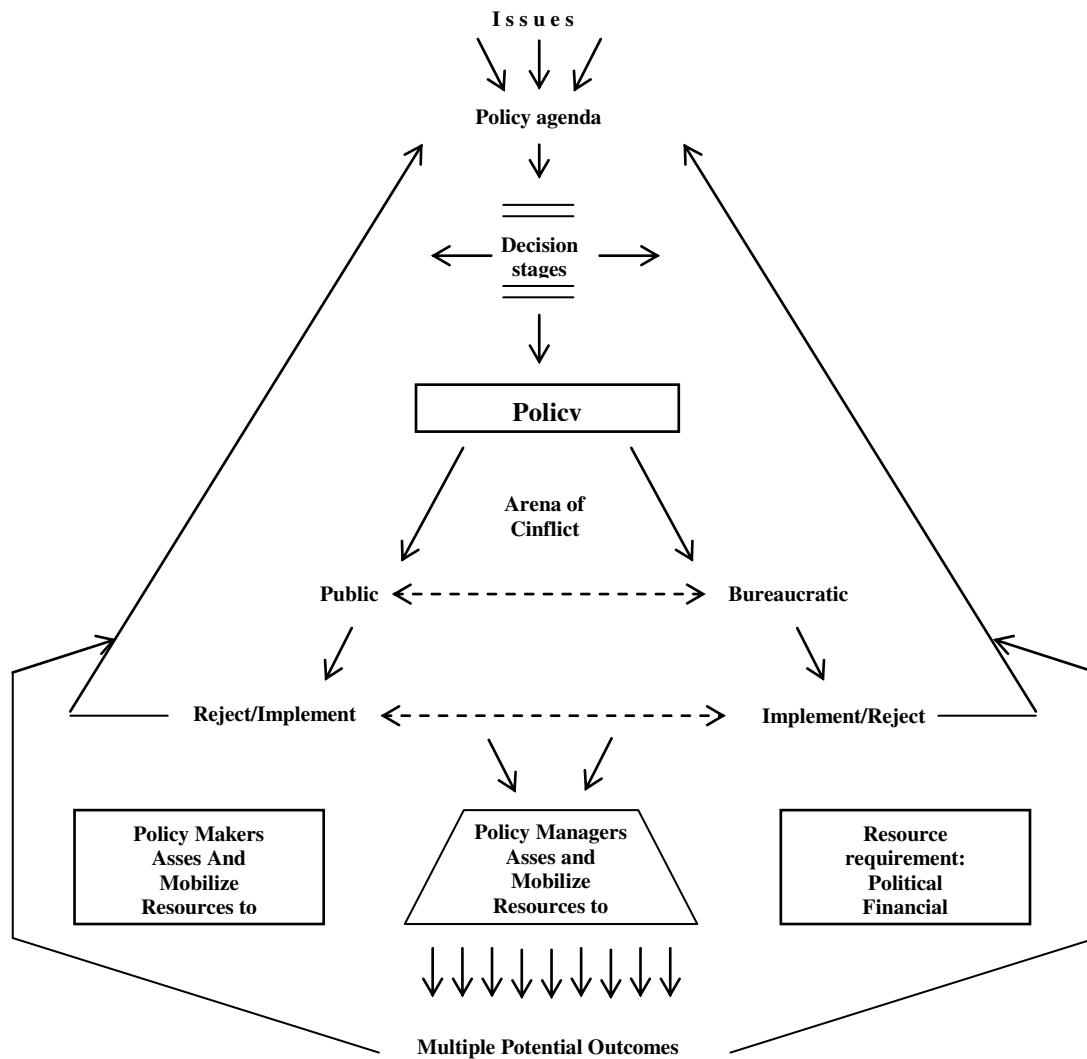 I s s u e s
Policy agenda
Decision
stages
Policy
Arena of
Cinflict
Public
Bureaucratic
Reject/Implement
Implement/Reject
Policy Makers
Asses And
Mobilize
Resources to
Policy Managers
Asses and
Mobilize
Resources to
Resource
requirement:
Political
Financial
Multiple Potential Outcomes